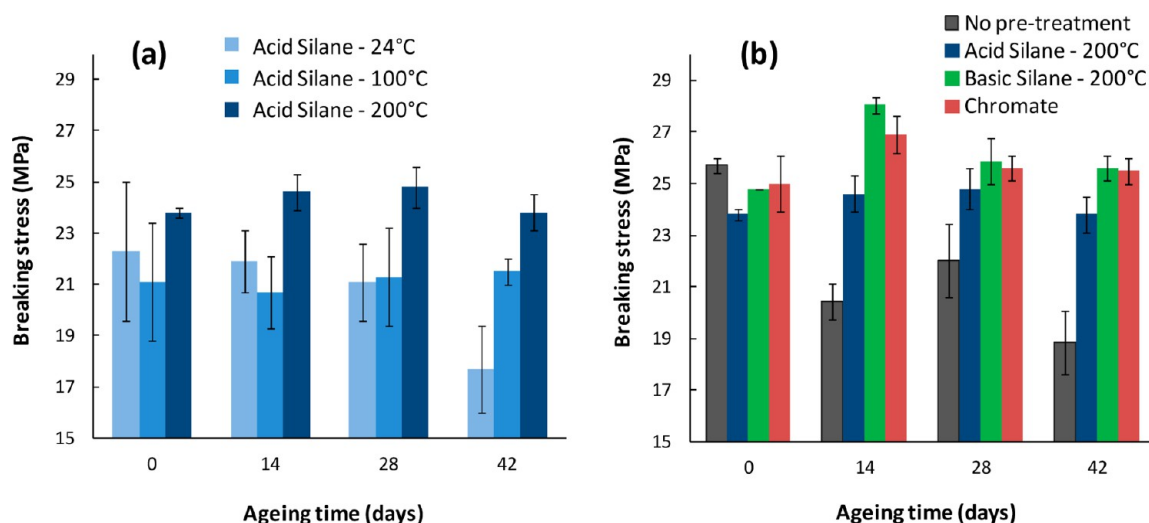 (a)
Acid Silane - 24°C
Acid Silane - 100°C
Acid Silane - 200°C
Breaking stress (MPa)
29
27
25
23
21
19
17
15
0 14 28 42
Ageing time (days)
(b)
No pre-treatment
Acid Silane - 200°C
Basic Silane - 200°C
Chromate
Breaking stress (MPa)
29
27
25
23
21
19
17
15
0 14 28 42
Ageing time (days)